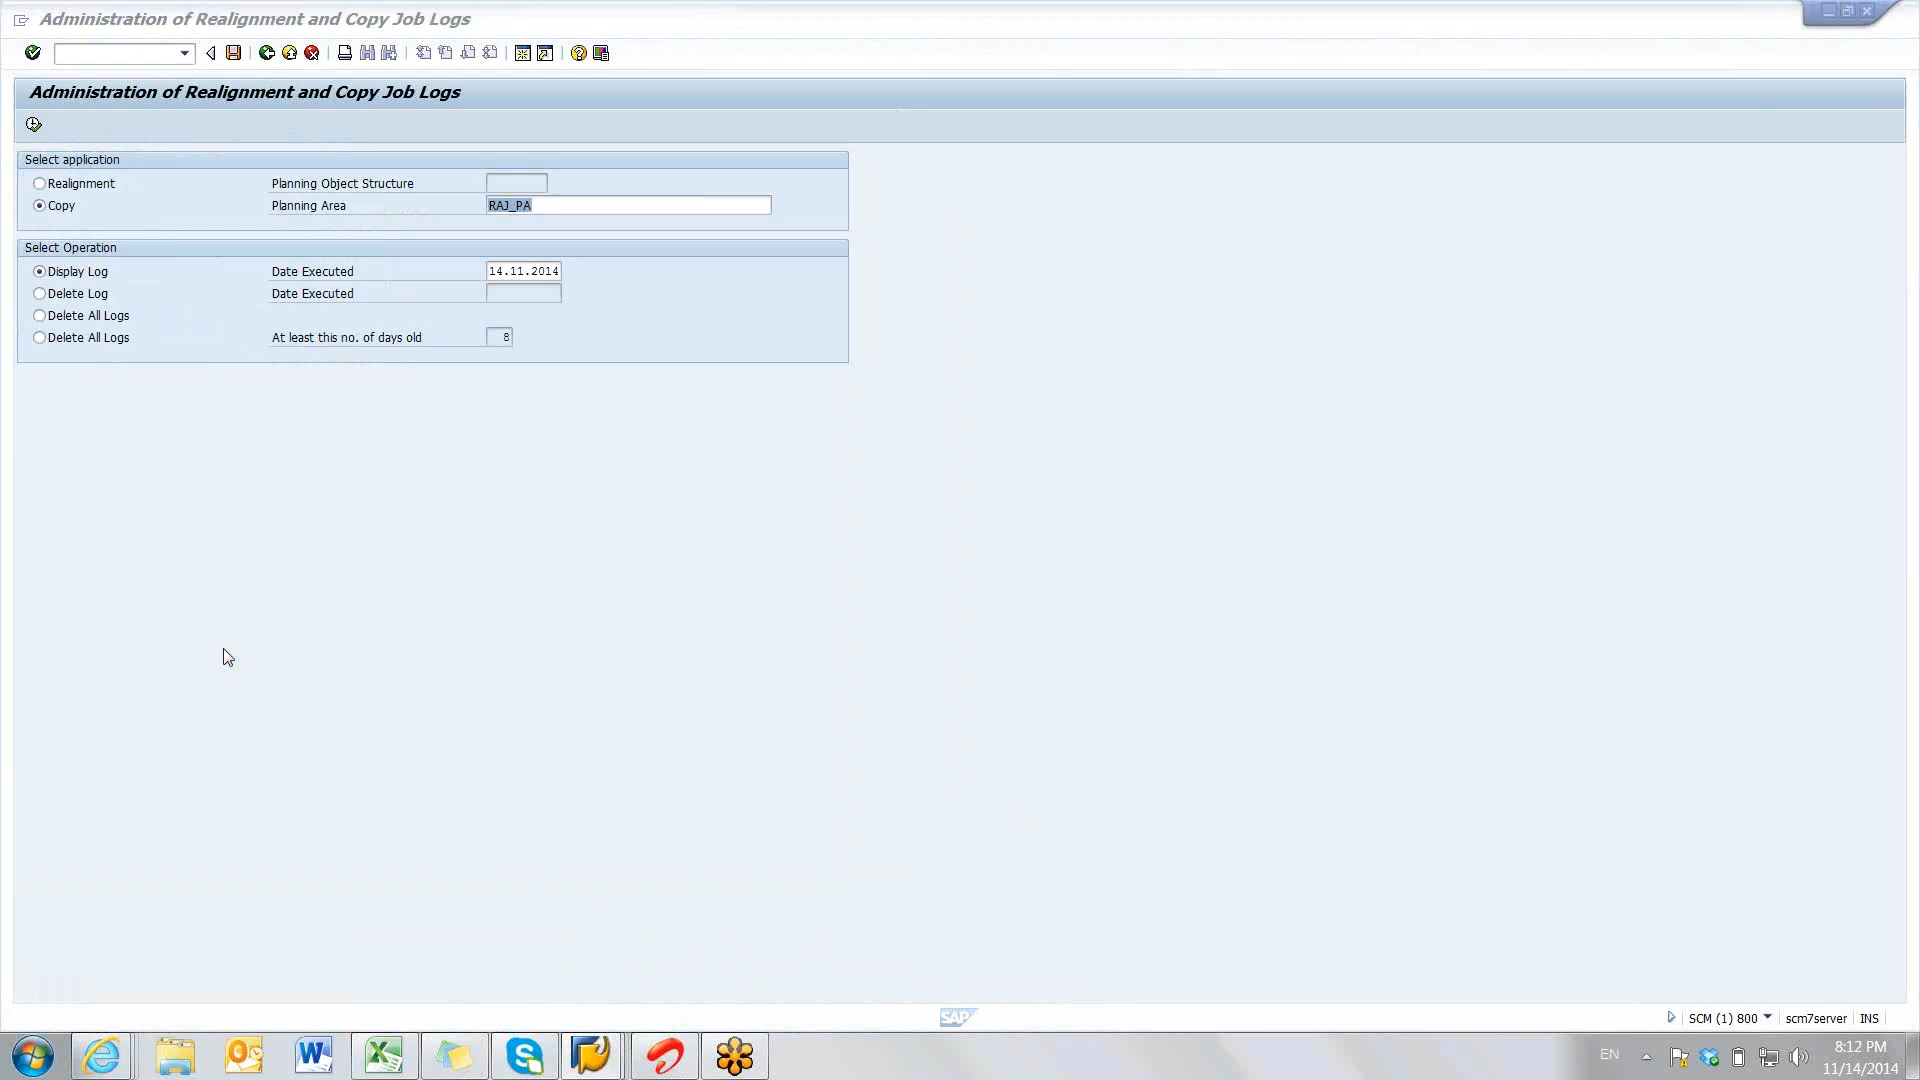 Administration of Realignment and Copy Job Logs
Administration of Realignment and Copy Job Logs
Select application
Realignment Planning Object Structure
Copy Planning Area RAJ_PA
Select Operation
Display Log Date Executed 14.11.2014
Delete Log Date Executed
Delete All Logs
Delete All Logs At least this no. of days old 8
SAP
SCM (1) 800 scm7server INS
EN
8:12 PM
11/14/2014